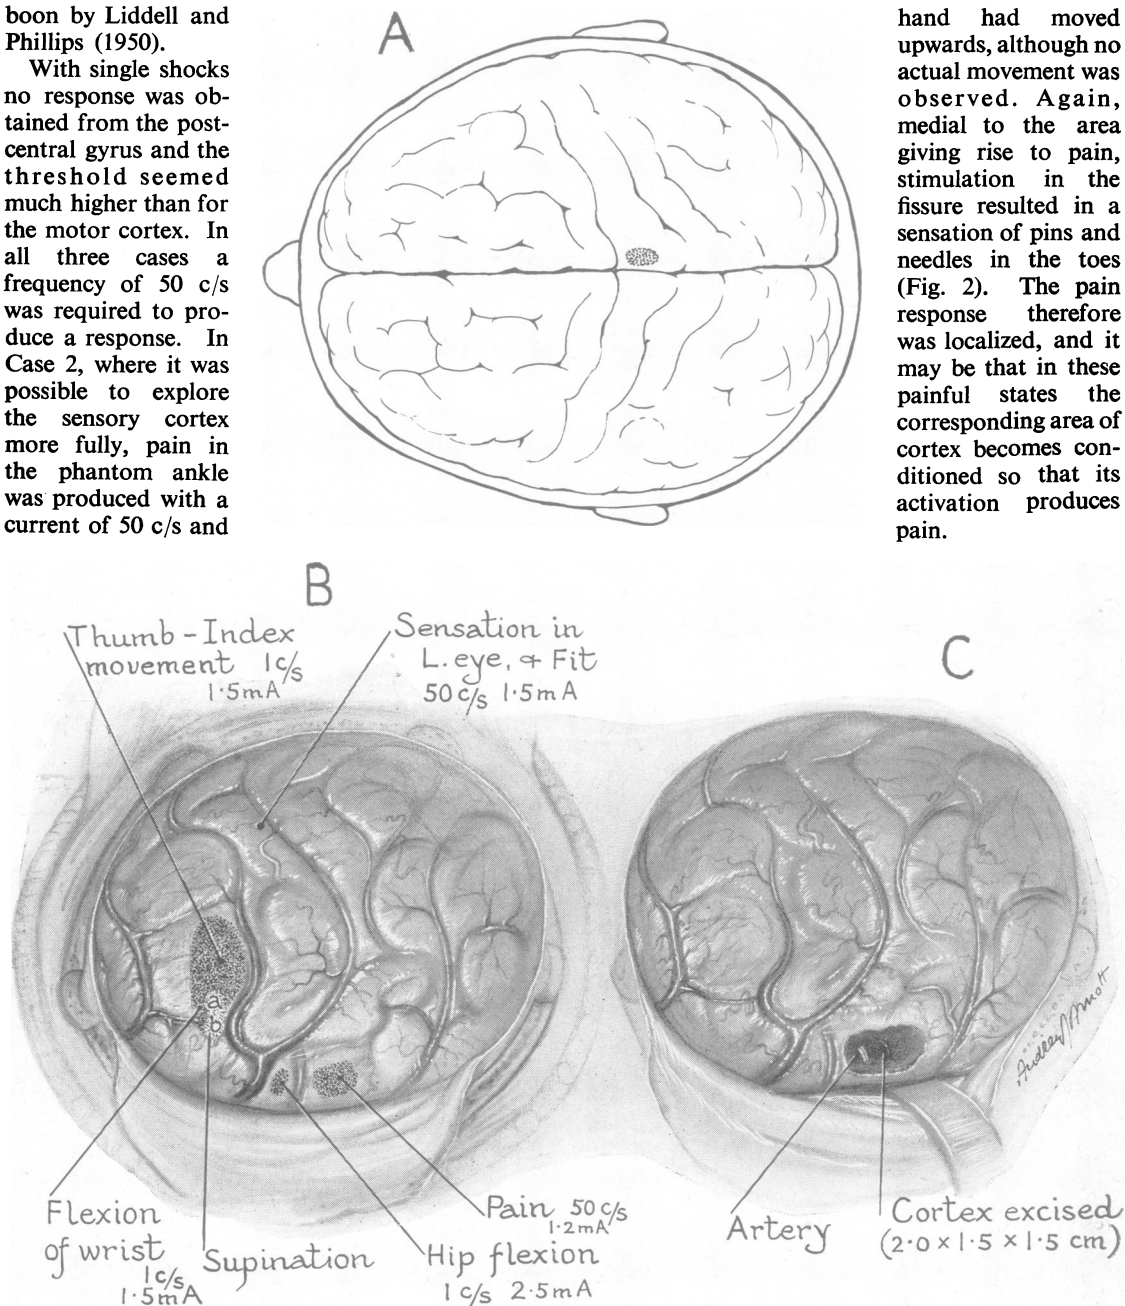 boon by Liddell and
Phillips (1950).
With single shocks
no response was ob-
tained from the post-
central gyrus and the
threshold seemed
much higher than for
the motor cortex. In
all three cases a
frequency of 50 c/s
was required to pro-
duce a response. In
Case 2, where it was
possible to explore
the sensory cortex
more fully, pain in
the phantom ankle
was produced with a
current of 50 c/s and
A
hand had moved
upwards, although no
actual movement was
observed. Again,
medial to the area
giving rise to pain,
stimulation in the
fissure resulted in a
sensation of pins and
needles in the toes
(Fig. 2). The pain
response therefore
was localized, and it
may be that in these
painful states the
corresponding area of
cortex becomes con-
ditioned so that its
activation produces
pain.
B
Thumb-Index
movement 1c/s
1·5mA
Sensation in
L. eye, + Fit
50 c/s 1·5mA
a
b
Flexion
of wrist
1c/s
1·5mA
Supination
Pain 50 c/s
1·2mA
Hip flexion
1 c/s 2·5mA
C
Audrey J Arnott
Artery
Cortex excised
(2·0 × 1·5 × 1·5 cm)